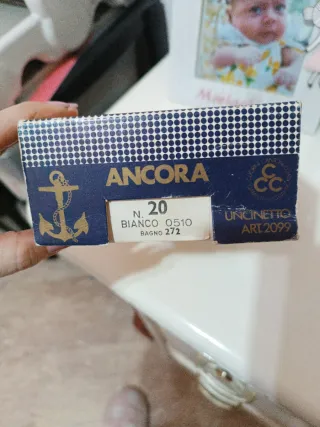 ANCORA
N. 20
BIANCO 0510
BAGNO 272
CCC
UNCINETTO
ART. 2099